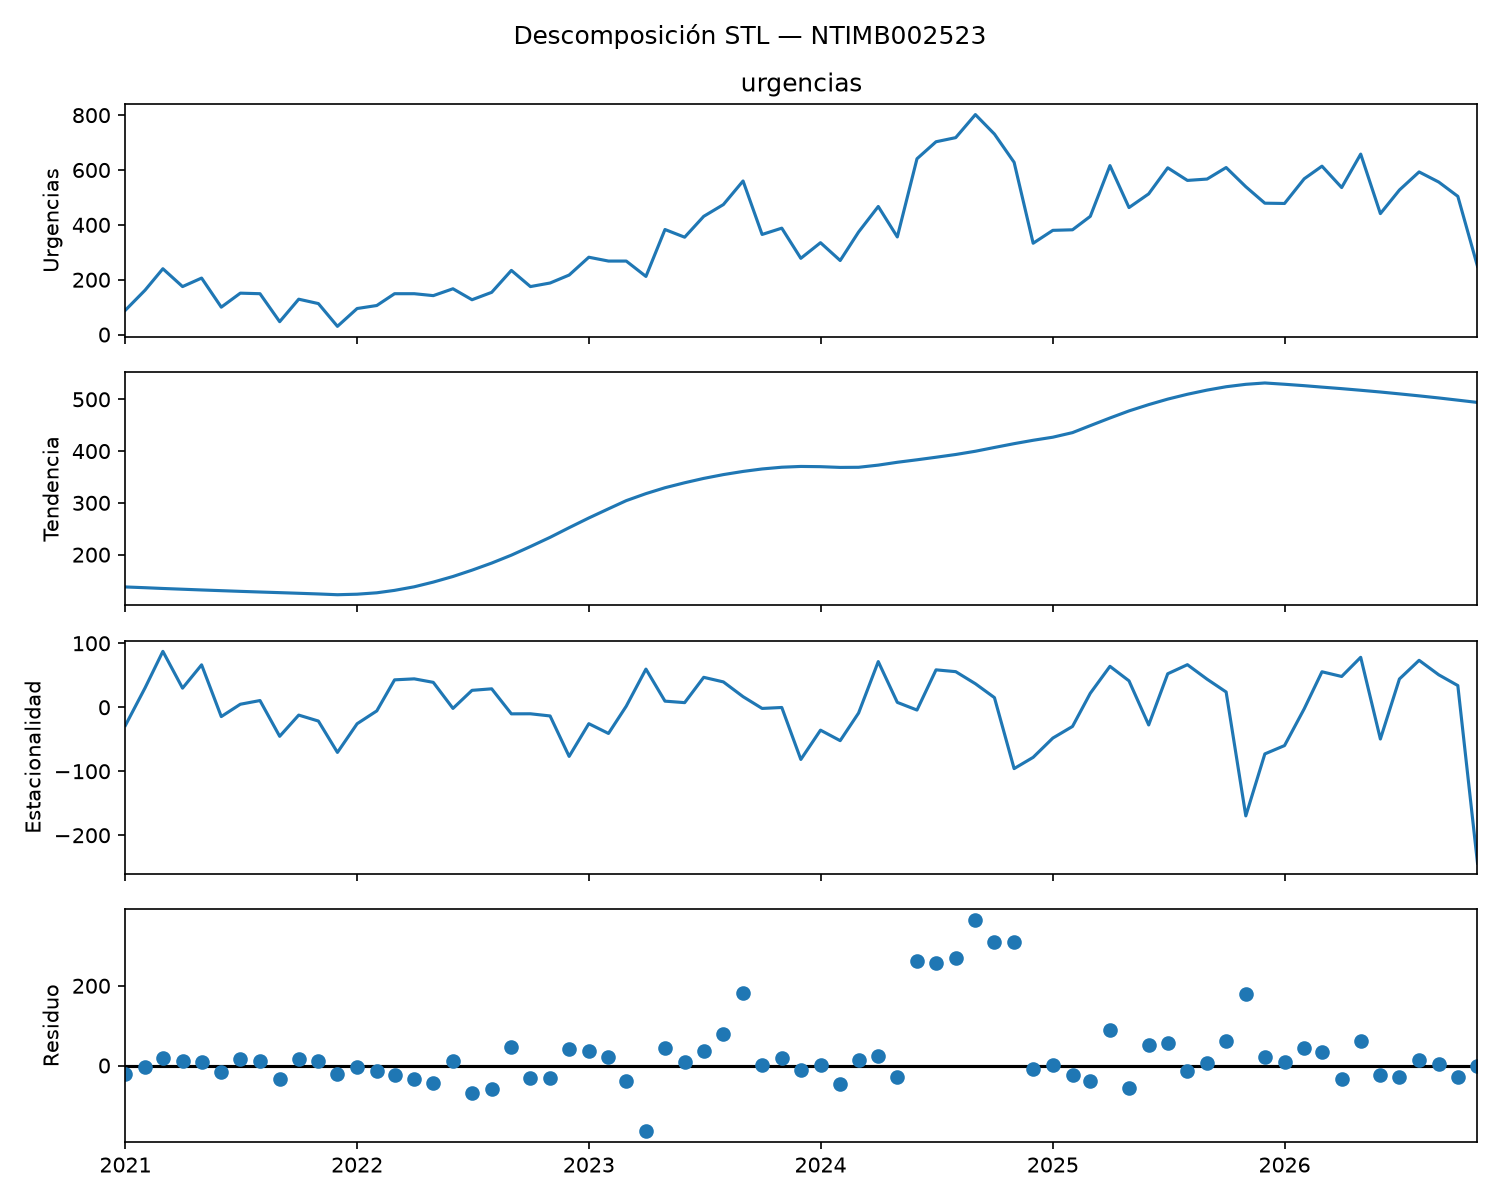 Descomposición STL — NTIMB002523
urgencias
Urgencias
800
600
400
200
0
Tendencia
500
400
300
200
Estacionalidad
100
0
−100
−200
Residuo
200
0
2021 2022 2023 2024 2025 2026